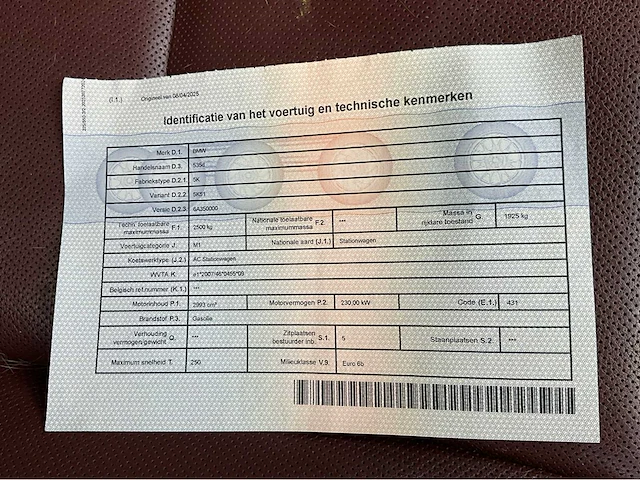 (I.1.) Origineel van 08/04/2025
Identificatie van het voertuig en technische kenmerken
Merk D.1. BMW
Handelsnaam D.3. 535d
Fabriekstype D.2.1 5K
Variant D.2.2 5K51
Versie D.2.3 6A350000
Techn. toelaatbare maximummassa F.1. 2500 kg Nationale toelaatbare maximummassa F.2. --- Massa in rijklare toestand G. 1925 kg
Voertuigcategorie J. M1 Nationale aard (J.1.) Stationwagen
Koetswerktype (J.2.) AC Stationwagen
WVTA K. e1*2007/46*0455*09
Belgisch ref.nummer (K.1.) ---
Motorinhoud P.1. 2993 cm³ Motorvermogen P.2. 230,00 kW Code (E.1.) 431
Brandstof P.3. Gasolie
Verhouding vermogen/gewicht Q. --- Zitplaatsen bestuurder inb. S.1. 5 Staanplaatsen S.2. ---
Maximum snelheid T. 250 Milieuklasse V.9. Euro 6b